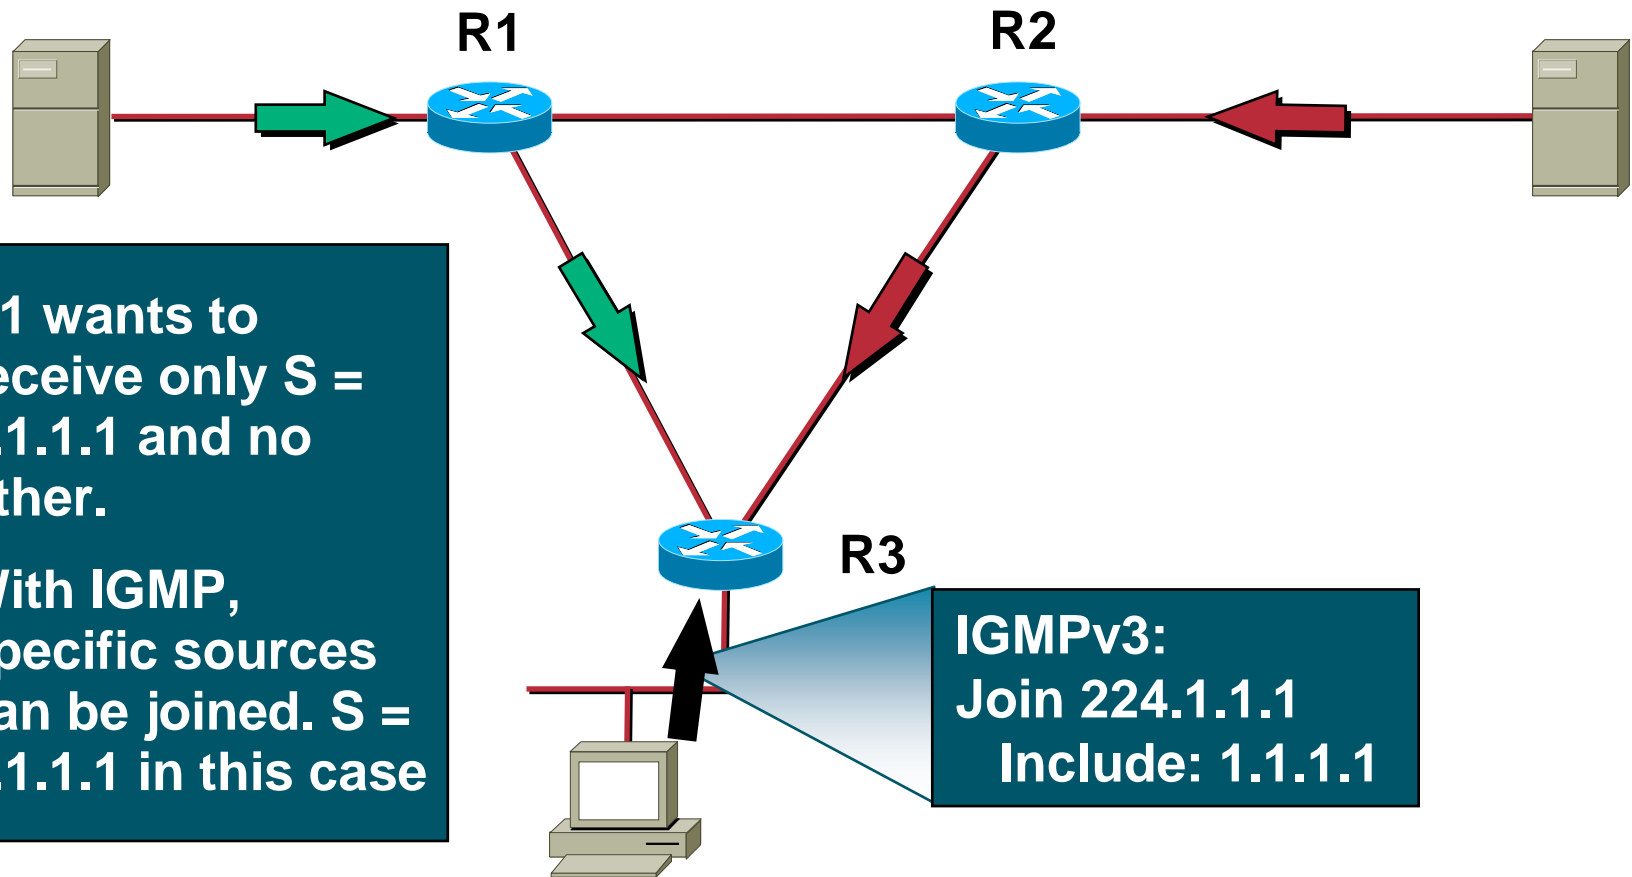 R1
R2
1 wants to
eceive only S =
.1.1.1 and no
ther.
With IGMP,
pecific sources
an be joined. S =
.1.1.1 in this case
R3
IGMPv3:
Join 224.1.1.1
Include: 1.1.1.1